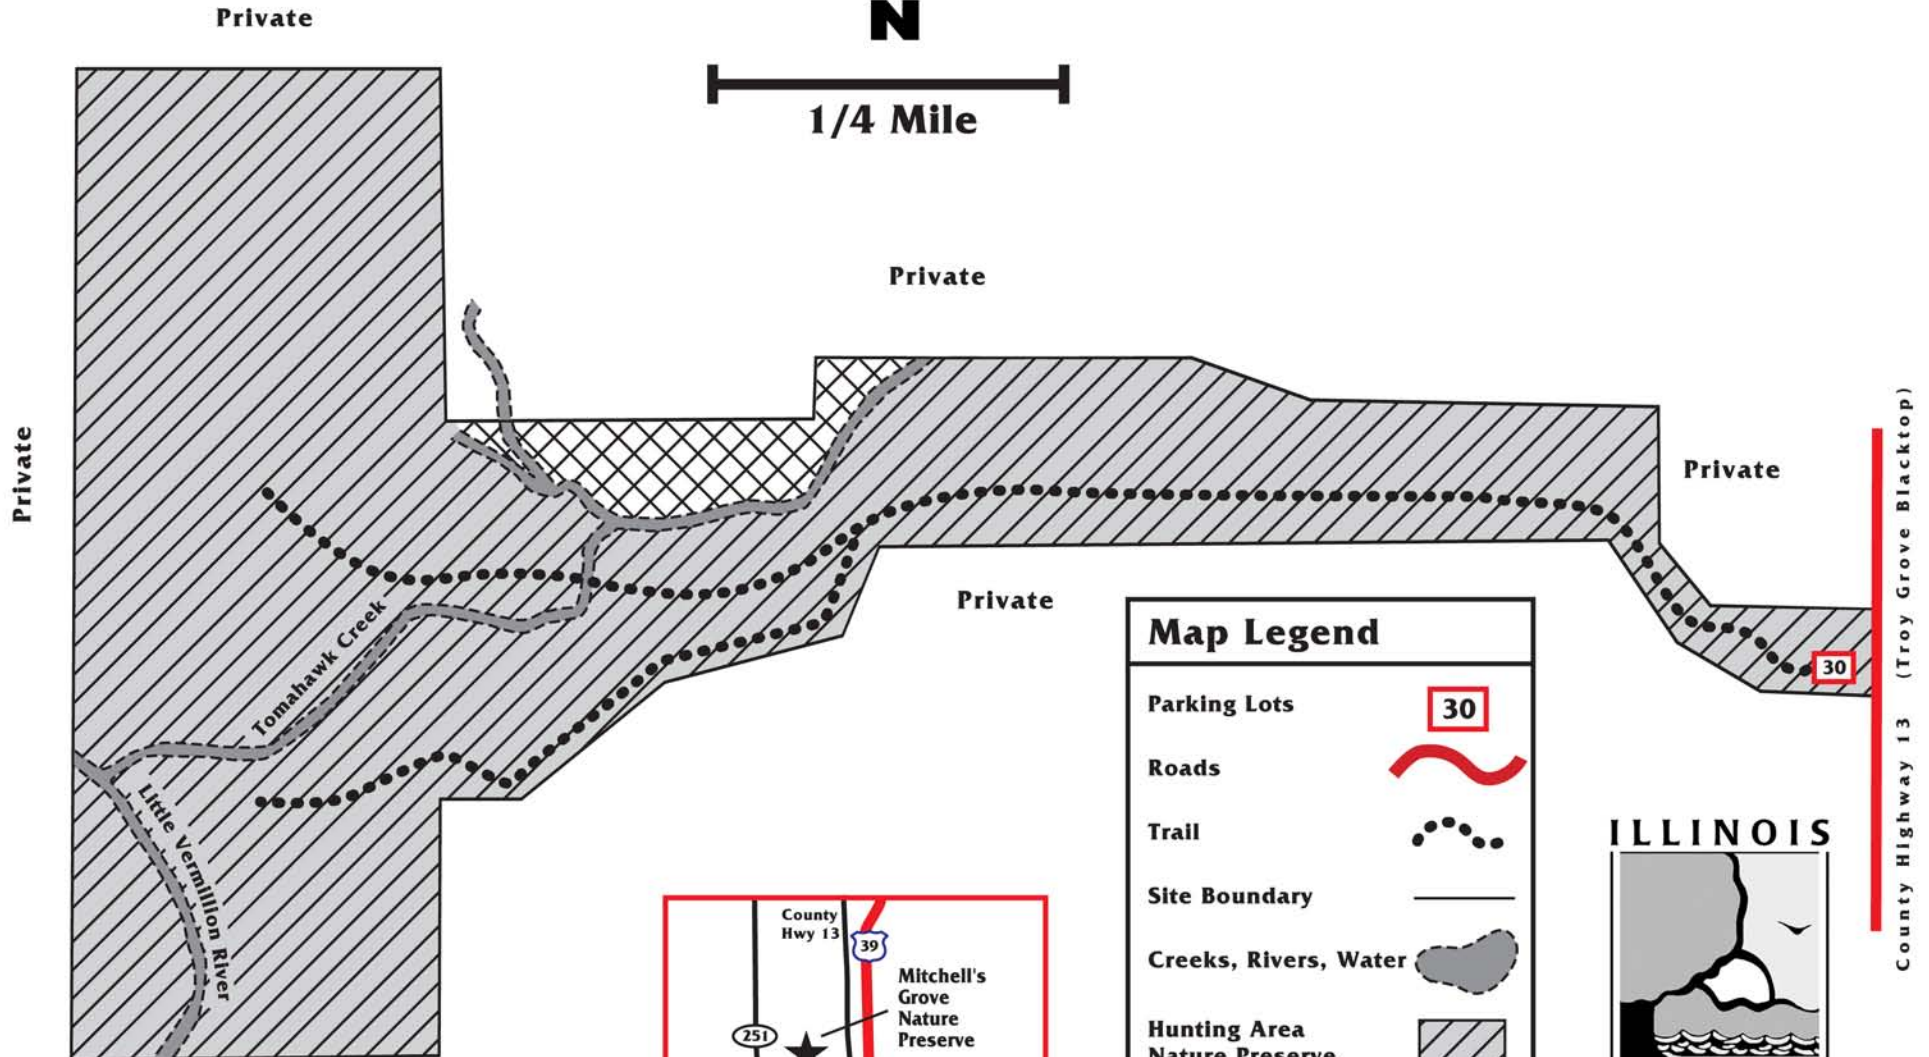 Private
N
1/4 Mile
Private
Private
Private
Private
Tomahawk Creek
Little Vermillion River
30
County Highway 13 (Troy Grove Blacktop)
Map Legend
Parking Lots 30
Roads
Trail
Site Boundary
Creeks, Rivers, Water
Hunting Area
Nature Preserve
County
Hwy 13
39
Mitchell's
Grove
Nature
Preserve
251
ILLINOIS